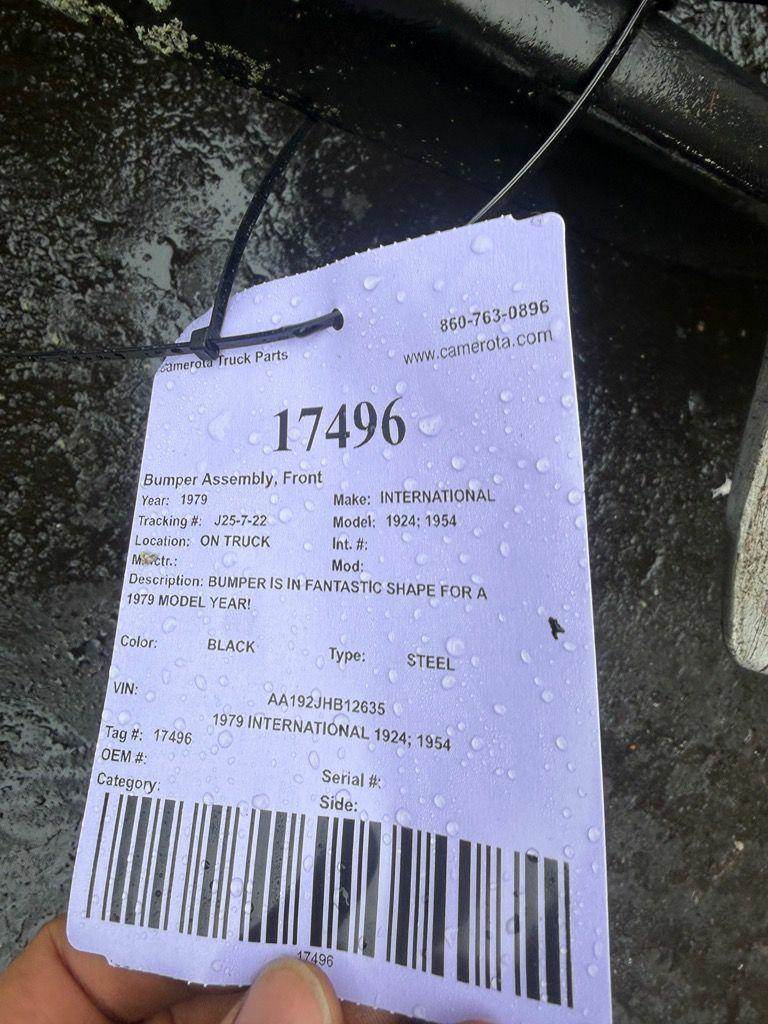 860-763-0896
Camerota Truck Parts
www.camerota.com
17496
Bumper Assembly, Front
Year: 1979 Make: INTERNATIONAL
Tracking #: J25-7-22 Model: 1924; 1954
Location: ON TRUCK Int. #:
Mod:
Description: BUMPER IS IN FANTASTIC SHAPE FOR A
1979 MODEL YEAR!
Color: BLACK Type: STEEL
VIN: AA192JHB12635
1979 INTERNATIONAL 1924; 1954
Tag #: 17496
OEM #: Serial #:
Category: Side:
17496